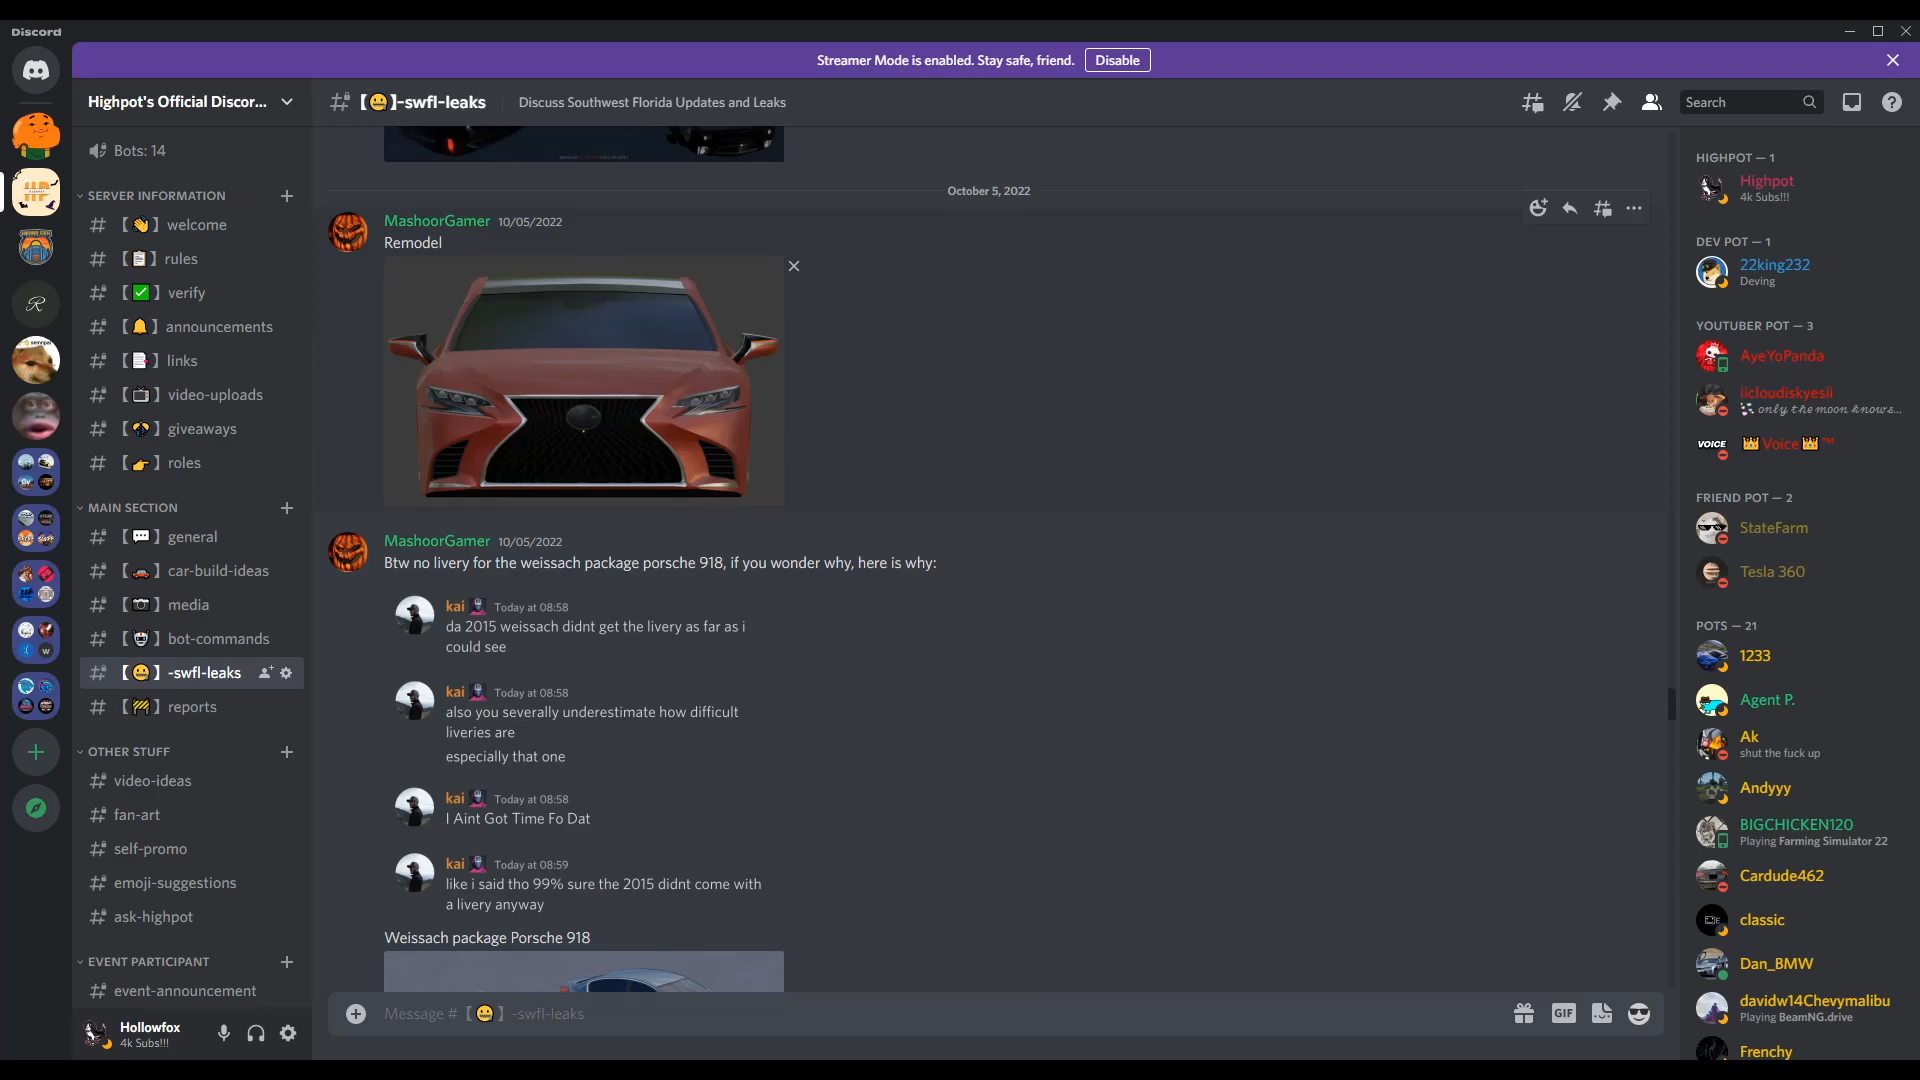 Discord
Streamer Mode is enabled. Stay safe, friend.
Disable
Highpot's Official Discor...
【🤐】-swfl-leaks
Discuss Southwest Florida Updates and Leaks
Search
Bots: 14
SERVER INFORMATION
【👋】welcome
【📋】rules
【✅】verify
【🔔】announcements
【📑】links
【📺】video-uploads
giveaways
【👉】roles
MAIN SECTION
【💬】general
【🚗】car-build-ideas
【📷】media
【🤖】bot-commands
【🤐】-swfl-leaks
【🚧】reports
OTHER STUFF
video-ideas
fan-art
self-promo
emoji-suggestions
ask-highpot
EVENT PARTICIPANT
event-announcement
Hollowfox
4k Subs!!!
October 5, 2022
MashoorGamer 10/05/2022
Remodel
MashoorGamer 10/05/2022
Btw no livery for the weissach package porsche 918, if you wonder why, here is why:
kai Today at 08:58
da 2015 weissach didnt get the livery as far as i
could see
kai Today at 08:58
also you severally underestimate how difficult
liveries are
especially that one
kai Today at 08:58
I Aint Got Time Fo Dat
kai Today at 08:59
like i said tho 99% sure the 2015 didnt come with
a livery anyway
Weissach package Porsche 918
Message #【🤐】-swfl-leaks
GIF
HIGHPOT — 1
Highpot
4k Subs!!!
DEV POT — 1
22king232
Deving
YOUTUBER POT — 3
AyeYoPanda
iicloudiskyesii
only the moon knows...
VOICE
👑Voice👑™
FRIEND POT — 2
StateFarm
Tesla 360
POTS — 21
1233
Agent P.
Ak
shut the fuck up
Andyyy
BIGCHICKEN120
Playing Farming Simulator 22
Cardude462
classic
Dan_BMW
davidw14Chevymalibu
Playing BeamNG.drive
Frenchy